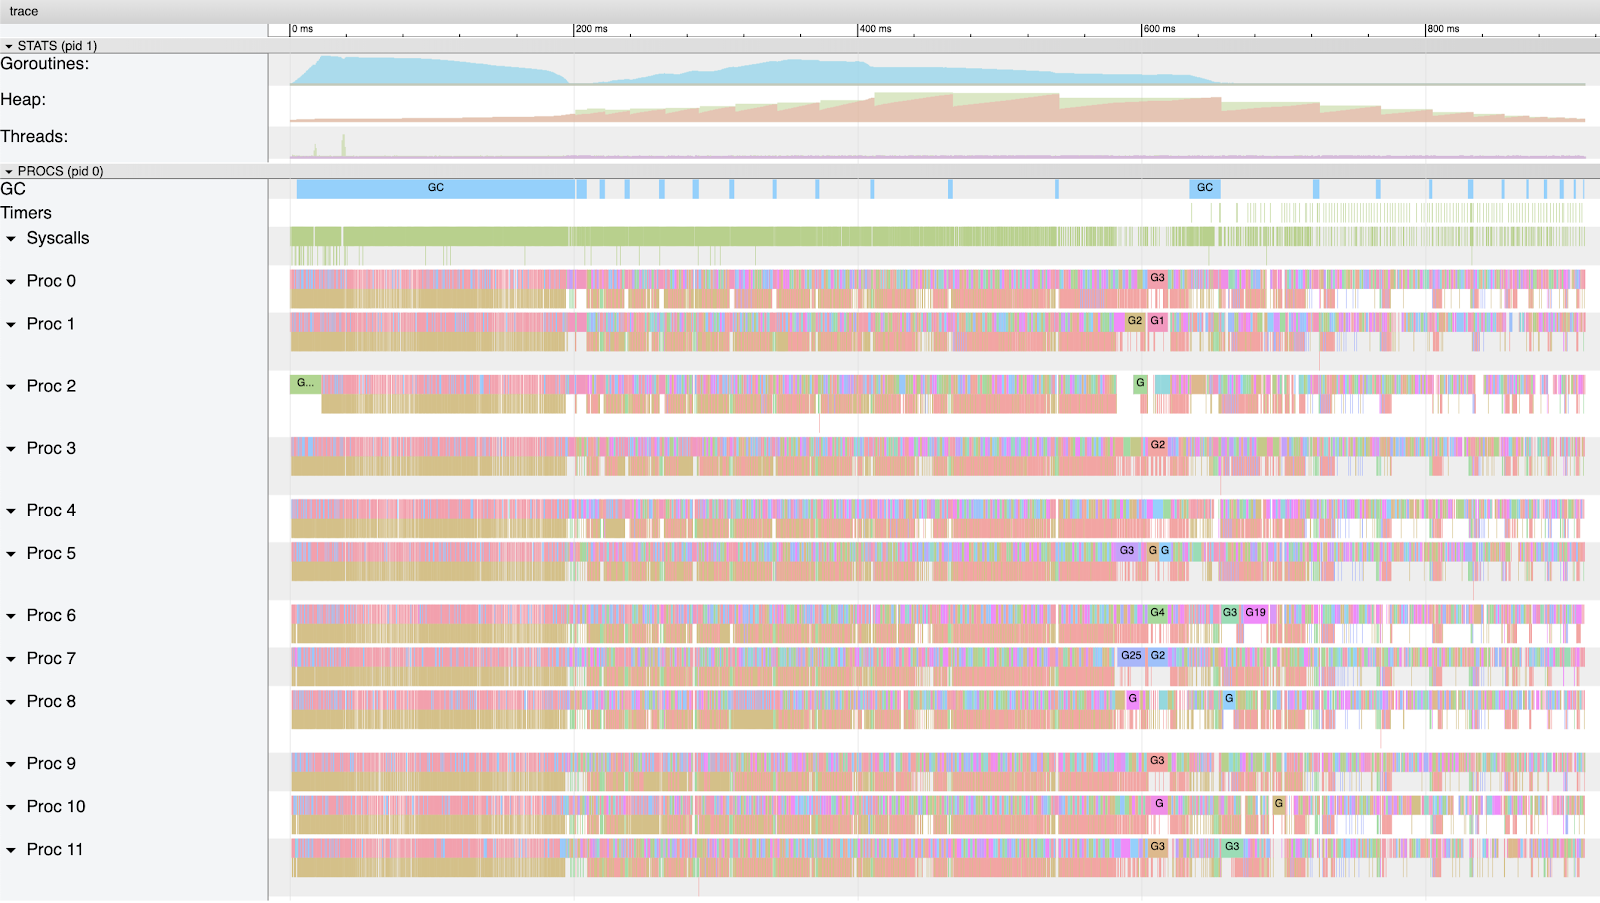 trace
0 ms 200 ms 400 ms 600 ms 800 ms
STATS (pid 1)
Goroutines:
Heap:
Threads:
PROCS (pid 0)
GC GC GC
Timers
Syscalls
Proc 0 G3
Proc 1 G2 G1
Proc 2 G... G
Proc 3 G2
Proc 4
Proc 5 G3 G G
Proc 6 G4 G3 G19
Proc 7 G25 G2
Proc 8 G G
Proc 9 G3
Proc 10 G G
Proc 11 G3 G3